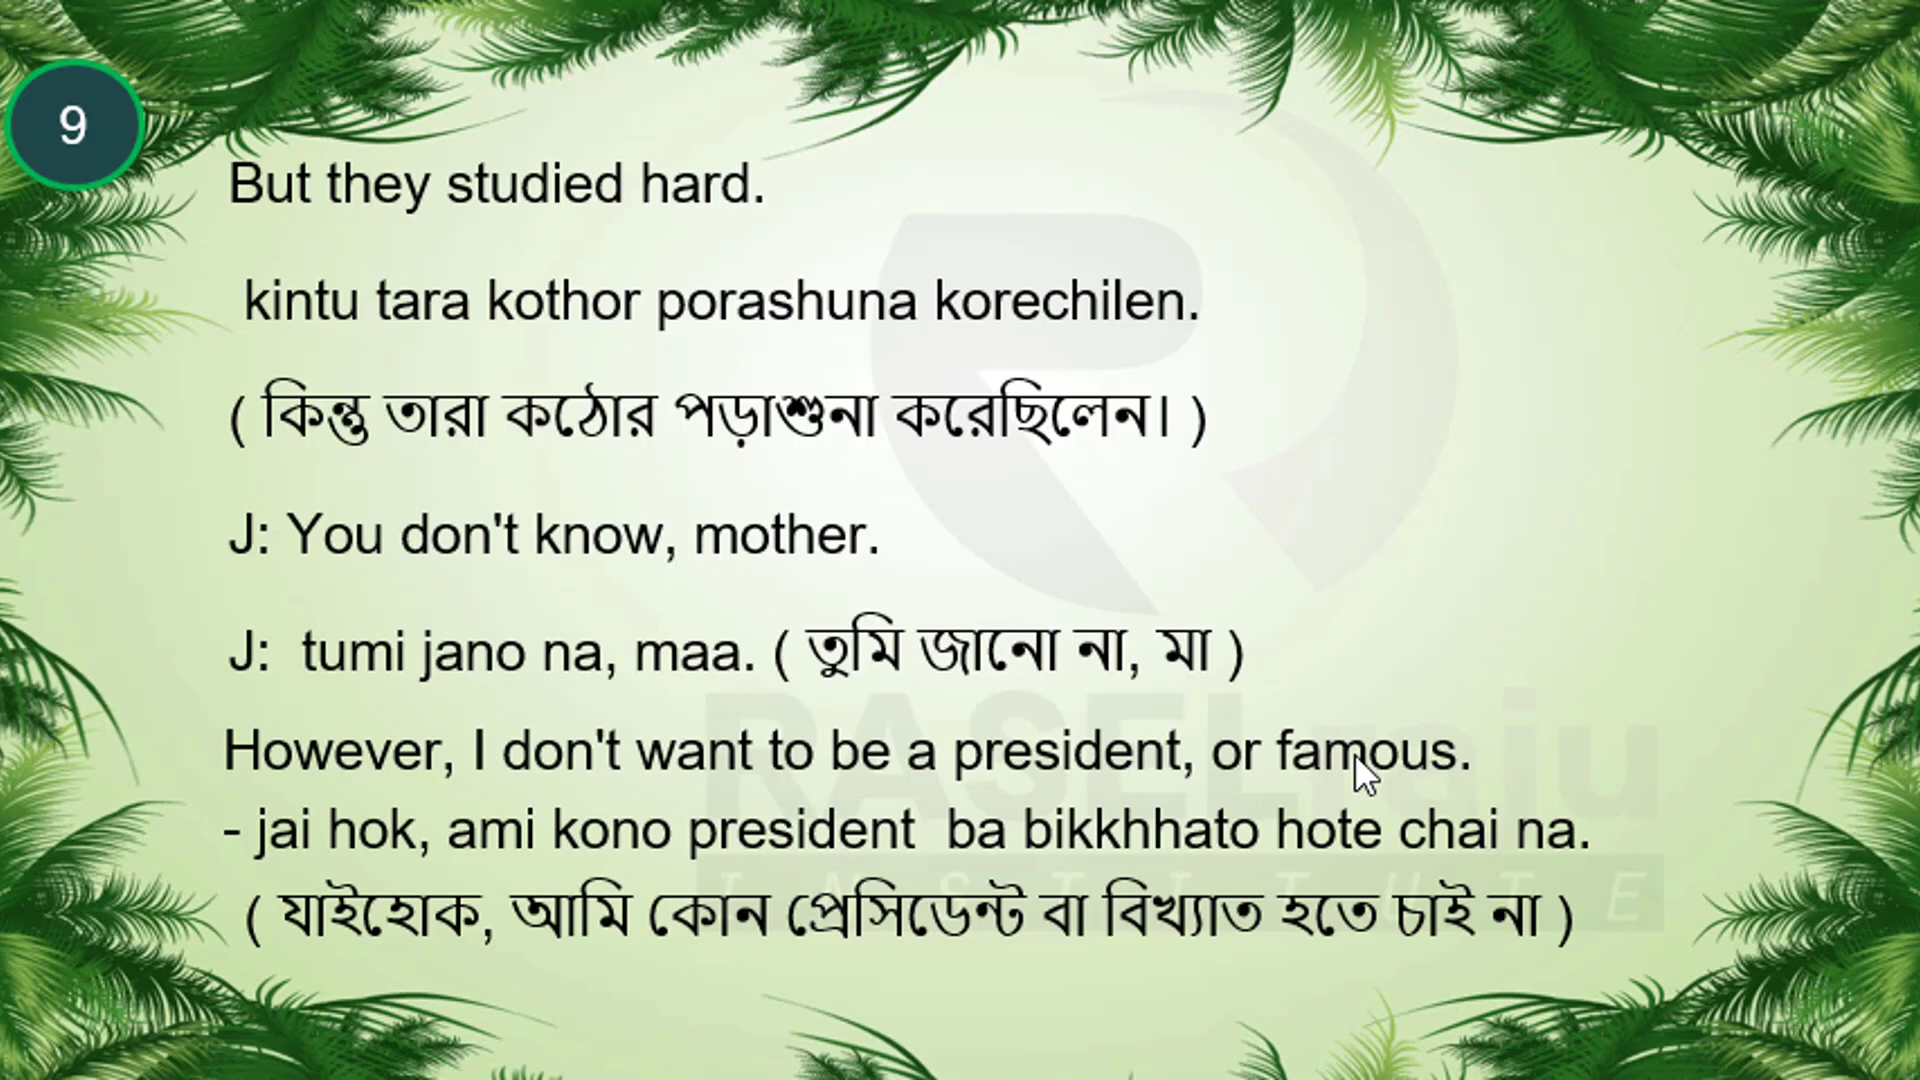 9
But they studied hard.
kintu tara kothor porashuna korechilen.
( কিন্তু তারা কঠোর পড়াশুনা করেছিলেন। )
J: You don't know, mother.
J: tumi jano na, maa. ( তুমি জানো না, মা )
However, I don't want to be a president, or famous.
- jai hok, ami kono president ba bikkhhato hote chai na.
( যাইহোক, আমি কোন প্রেসিডেন্ট বা বিখ্যাত হতে চাই না )
RASELraju
INSTITUTE